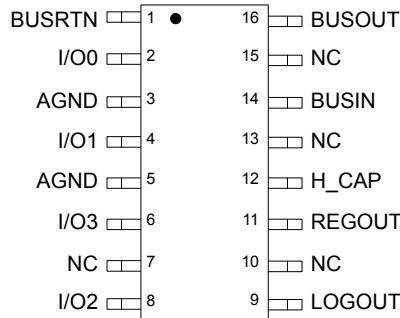 BUSRTN 1 16 BUSOUT
I/O0 2 15 NC
AGND 3 14 BUSIN
I/O1 4 13 NC
AGND 5 12 H_CAP
I/O3 6 11 REGOUT
NC 7 10 NC
I/O2 8 9 LOGOUT